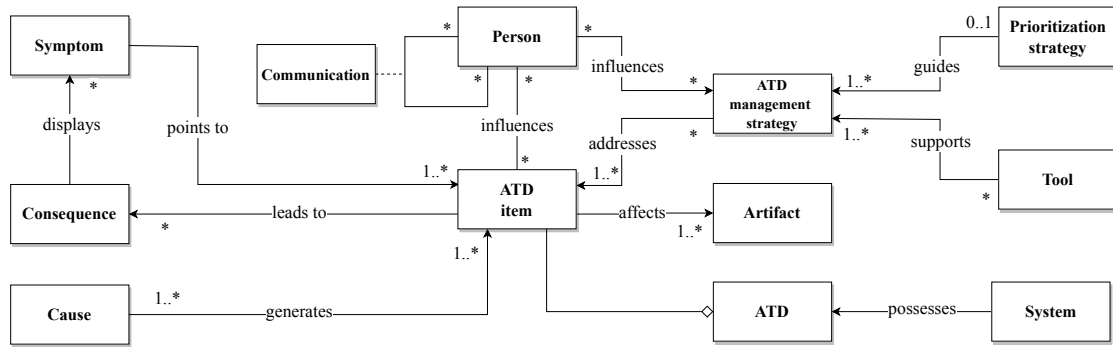 Symptom
*
displays
points to
Communication
*
Person
*
*
*
influences
influences
*
*
0..1
Prioritization
strategy
guides
1..*
ATD
management
strategy
*
addresses
1..*
1..*
supports
Tool
*
Consequence
*
leads to
1..*
ATD
item
affects
1..*
Artifact
1..*
Cause
1..*
generates
ATD
possesses
System